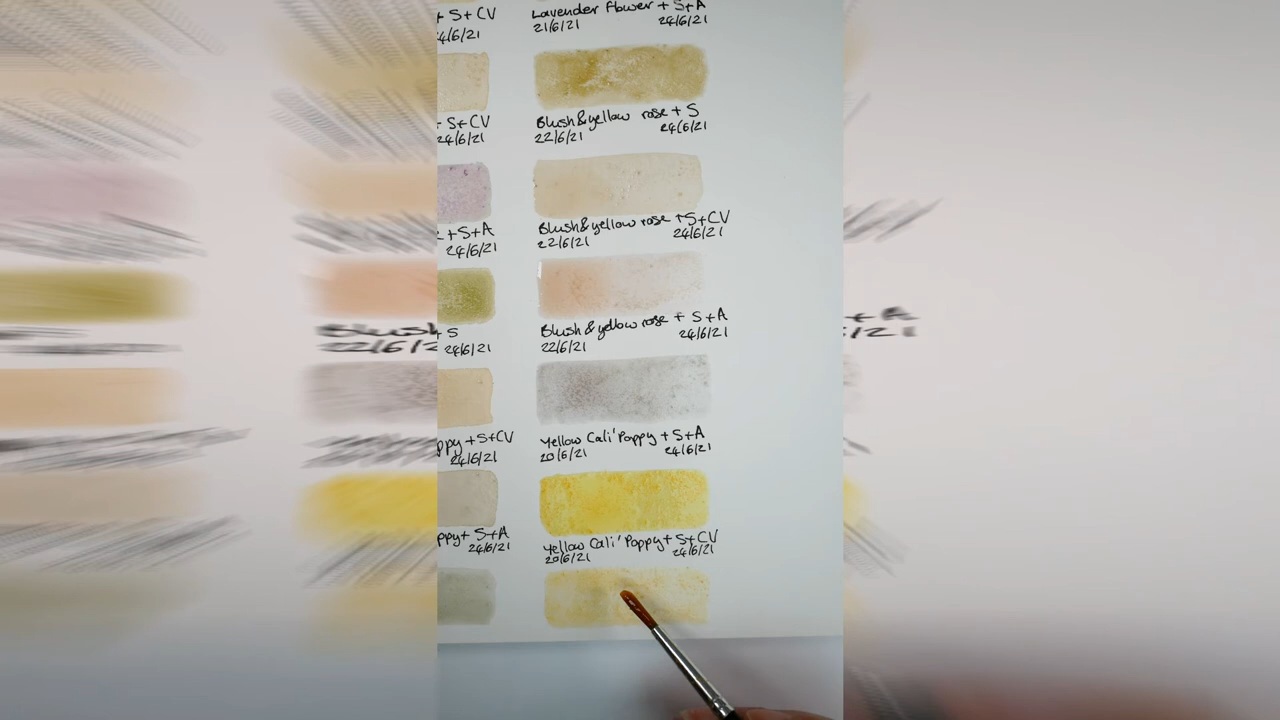 + S+CV
24/6/21
+ S+CV
24/6/21
+ S+A
24/6/21
+ S
24/6/21
ppy + S+CV
24/6/21
ppy + S+A
24/6/21
Lavender flower + S+A
21/6/21 24/6/21
Blush&yellow rose + S
22/6/21 24/6/21
Blush&yellow rose +S+CV
22/6/21 24/6/21
Blush&yellow rose + S+A
22/6/21 24/6/21
Yellow Cali'Poppy + S+A
20/6/21 24/6/21
Yellow Cali'Poppy + S+CV
20/6/21 24/6/21